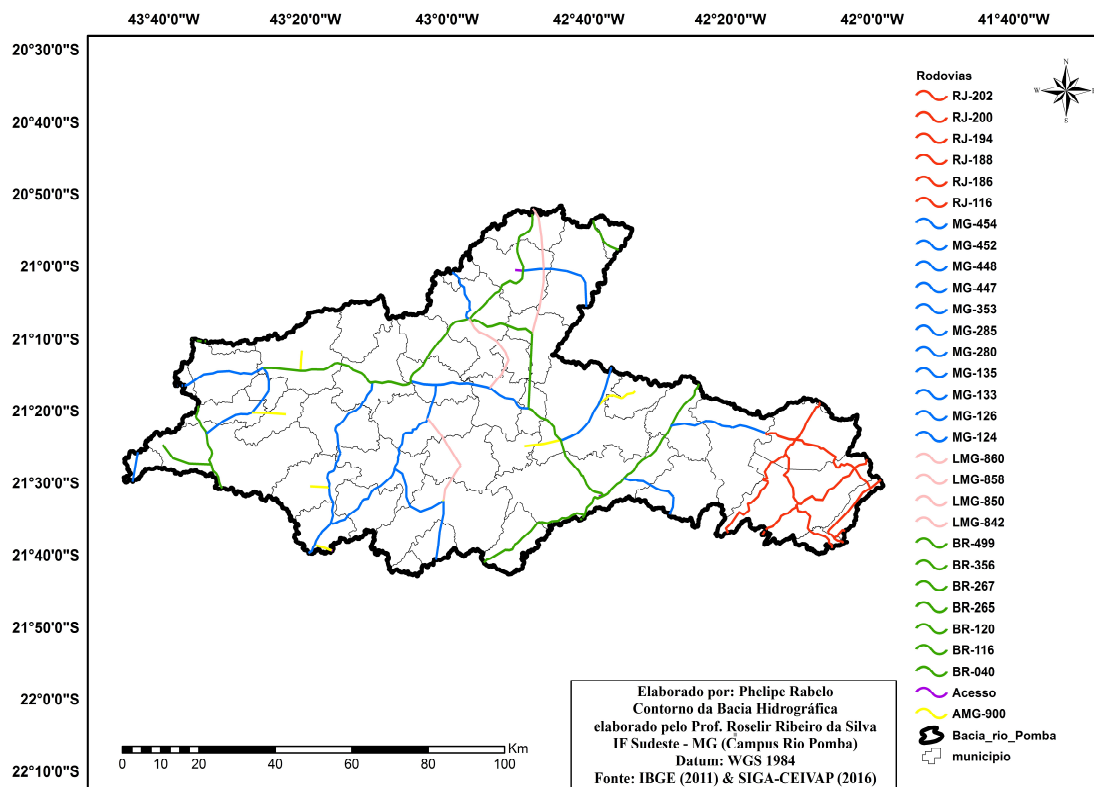 43°40'0"W 43°20'0"W 43°00'0"W 42°40'0"W 42°20'0"W 42°00'0"W 41°40'0"W
20°30'0"S
20°40'0"S
20°50'0"S
21°0'0"S
21°10'0"S
21°20'0"S
21°30'0"S
21°40'0"S
21°50'0"S
22°0'0"S
22°10'0"S
N
W E
S
Rodovias
RJ-202
RJ-200
RJ-194
RJ-188
RJ-186
RJ-116
MG-454
MG-452
MG-448
MG-447
MG-353
MG-285
MG-280
MG-135
MG-133
MG-126
MG-124
LMG-860
LMG-858
LMG-850
LMG-842
BR-499
BR-356
BR-267
BR-265
BR-120
BR-116
BR-040
Acesso
AMG-900
Bacia_rio_Pomba
municipio
Km
0 10 20 40 60 80 100
Elaborado por: Phelipe Rabelo
Contorno da Bacia Hidrográfica
elaborado pelo Prof. Roselir Ribeiro da Silva
IF Sudeste - MG (Campus Rio Pomba)
Datum: WGS 1984
Fonte: IBGE (2011) & SIGA-CEIVAP (2016)